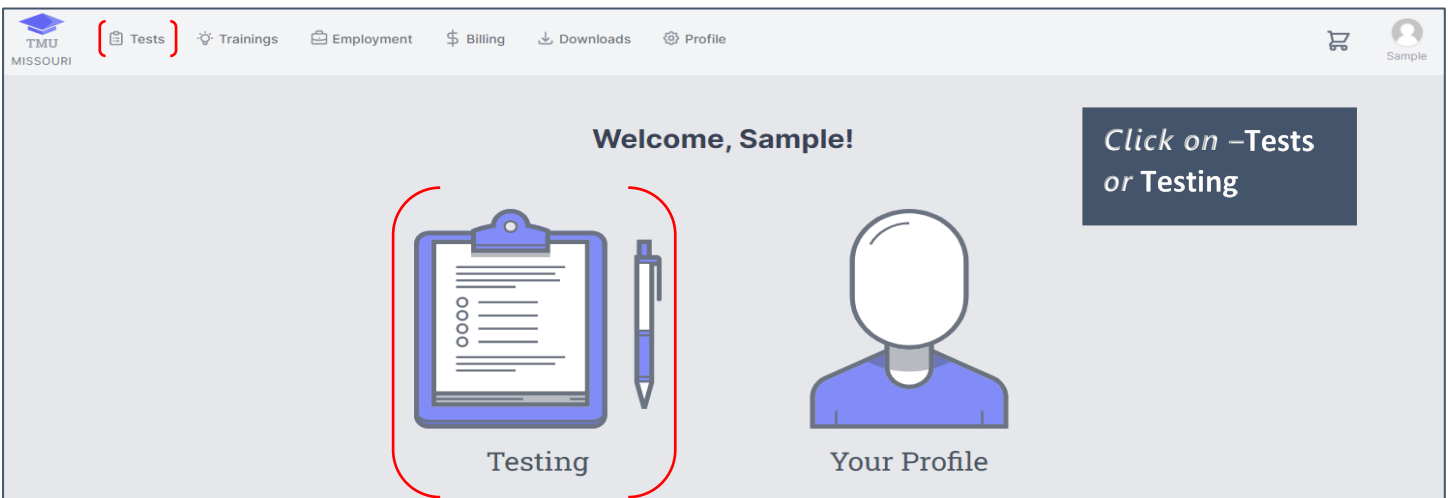 TMU
MISSOURI
Tests Trainings Employment $ Billing Downloads Profile
Sample
Welcome, Sample!
Click on –Tests
or Testing
Testing Your Profile